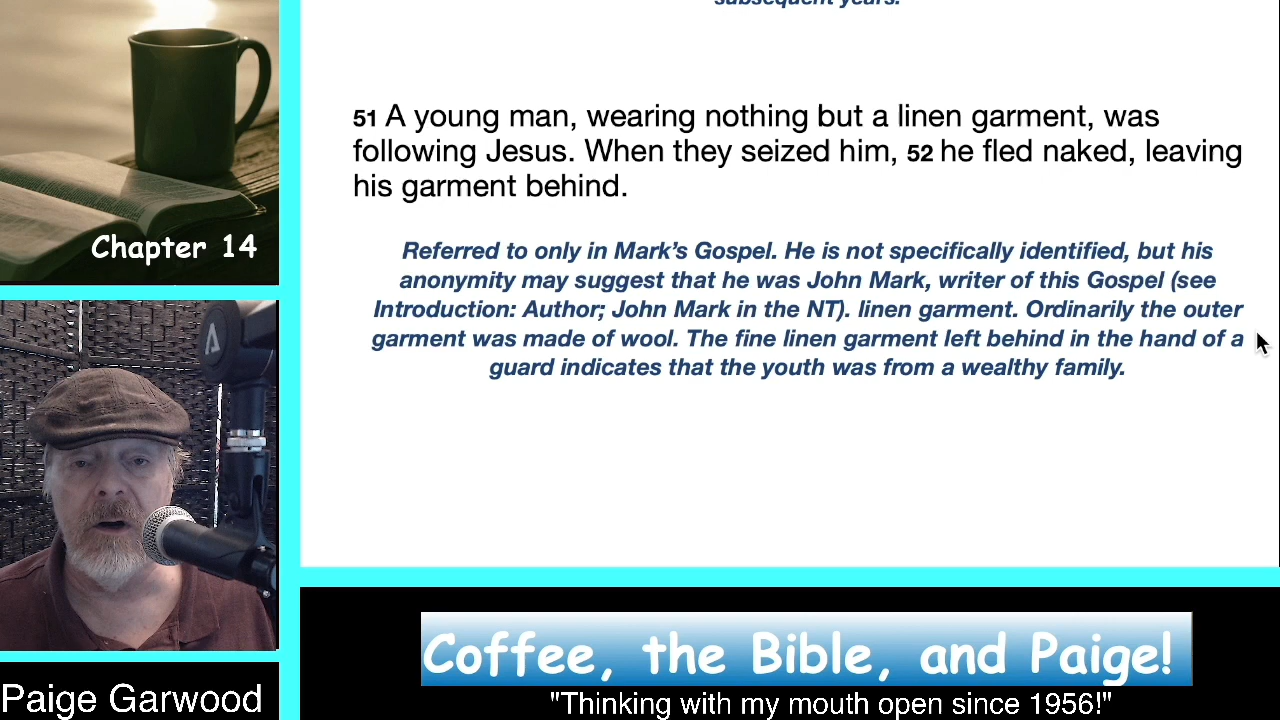 subsequent years.
51 A young man, wearing nothing but a linen garment, was
following Jesus. When they seized him, 52 he fled naked, leaving
his garment behind.
Referred to only in Mark’s Gospel. He is not specifically identified, but his
anonymity may suggest that he was John Mark, writer of this Gospel (see
Introduction: Author; John Mark in the NT). linen garment. Ordinarily the outer
garment was made of wool. The fine linen garment left behind in the hand of a
guard indicates that the youth was from a wealthy family.
Chapter 14
Coffee, the Bible, and Paige!
"Thinking with my mouth open since 1956!"
Paige Garwood